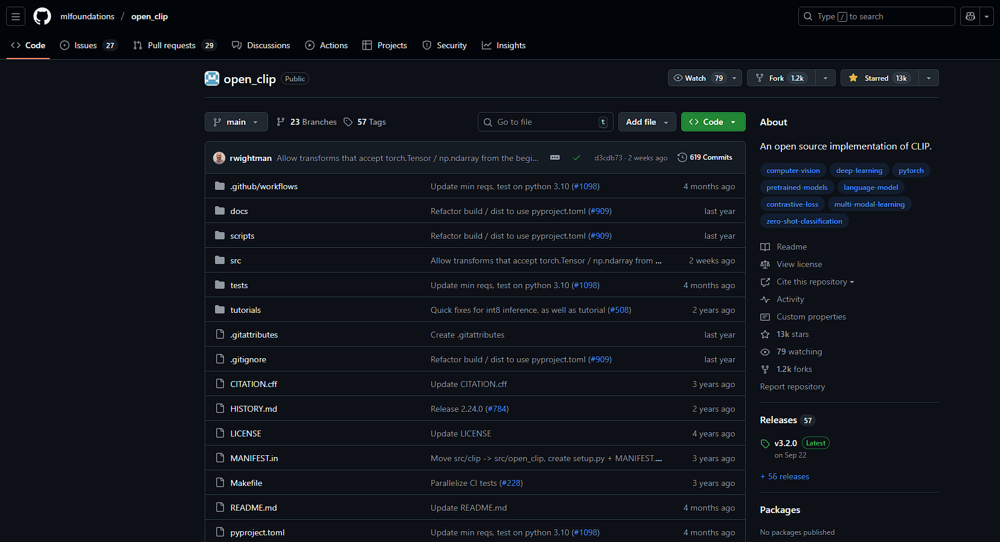 mlfoundations / open_clip
Type / to search
Code
Issues 27
Pull requests 29
Discussions
Actions
Projects
Security
Insights
open_clip Public
Watch 79
Fork 1.2k
Starred 13k
main
23 Branches
57 Tags
Go to file t
Add file
Code
rwightman Allow transforms that accept torch.Tensor / np.ndarray from the begi... d3cdb73 · 2 weeks ago 619 Commits
.github/workflows Update min reqs, test on python 3.10 (#1098) 4 months ago
docs Refactor build / dist to use pyproject.toml (#909) last year
scripts Refactor build / dist to use pyproject.toml (#909) last year
src Allow transforms that accept torch.Tensor / np.ndarray from ... 2 weeks ago
tests Update min reqs, test on python 3.10 (#1098) 4 months ago
tutorials Quick fixes for int8 inference, as well as tutorial (#508) 2 years ago
.gitattributes Create .gitattributes last year
.gitignore Refactor build / dist to use pyproject.toml (#909) last year
CITATION.cff Update CITATION.cff 3 years ago
HISTORY.md Release 2.24.0 (#784) 2 years ago
LICENSE Update LICENSE 4 years ago
MANIFEST.in Move src/clip -> src/open_clip, create setup.py + MANIFEST.... 3 years ago
Makefile Parallelize CI tests (#228) 3 years ago
README.md Update README.md 4 months ago
pyproject.toml Update min reqs, test on python 3.10 (#1098) 4 months ago
About
An open source implementation of CLIP.
computer-vision deep-learning pytorch
pretrained-models language-model
contrastive-loss multi-modal-learning
zero-shot-classification
Readme
View license
Cite this repository
Activity
Custom properties
13k stars
79 watching
1.2k forks
Report repository
Releases 57
v3.2.0 Latest
on Sep 22
+ 56 releases
Packages
No packages published